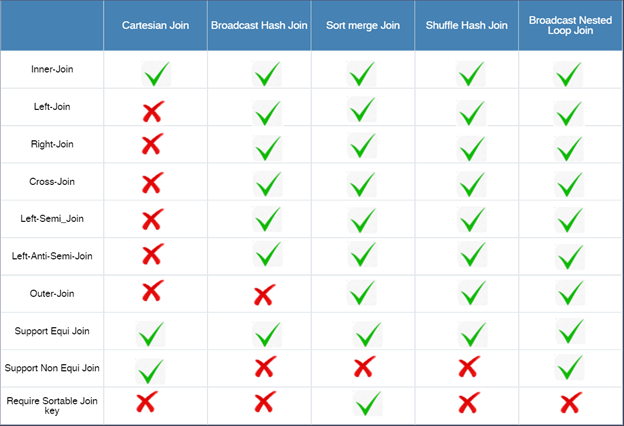 Cartesian Join
Broadcast Hash Join
Sort merge Join
Shuffle Hash Join
Broadcast Nested
Loop Join
Inner-Join
Left-Join
Right-Join
Cross-Join
Left-Semi_Join
Left-Anti-Semi-Join
Outer-Join
Support Equi Join
Support Non Equi Join
Require Sortable Join
key